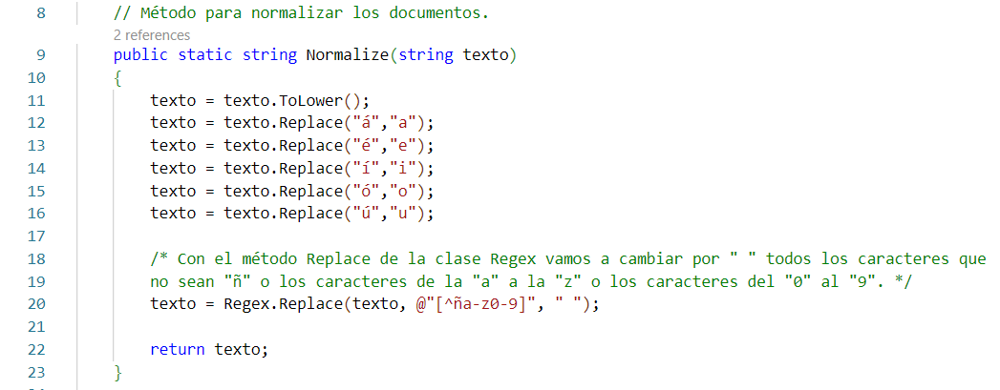 8 // Método para normalizar los documentos.
2 references
9 public static string Normalize(string texto)
10 {
11 texto = texto.ToLower();
12 texto = texto.Replace("á","a");
13 texto = texto.Replace("é","e");
14 texto = texto.Replace("í","i");
15 texto = texto.Replace("ó","o");
16 texto = texto.Replace("ú","u");
17
18 /* Con el método Replace de la clase Regex vamos a cambiar por " " todos los caracteres que
19 no sean "ñ" o los caracteres de la "a" a la "z" o los caracteres del "0" al "9". */
20 texto = Regex.Replace(texto, @"[^ña-z0-9]", " ");
21
22 return texto;
23 }